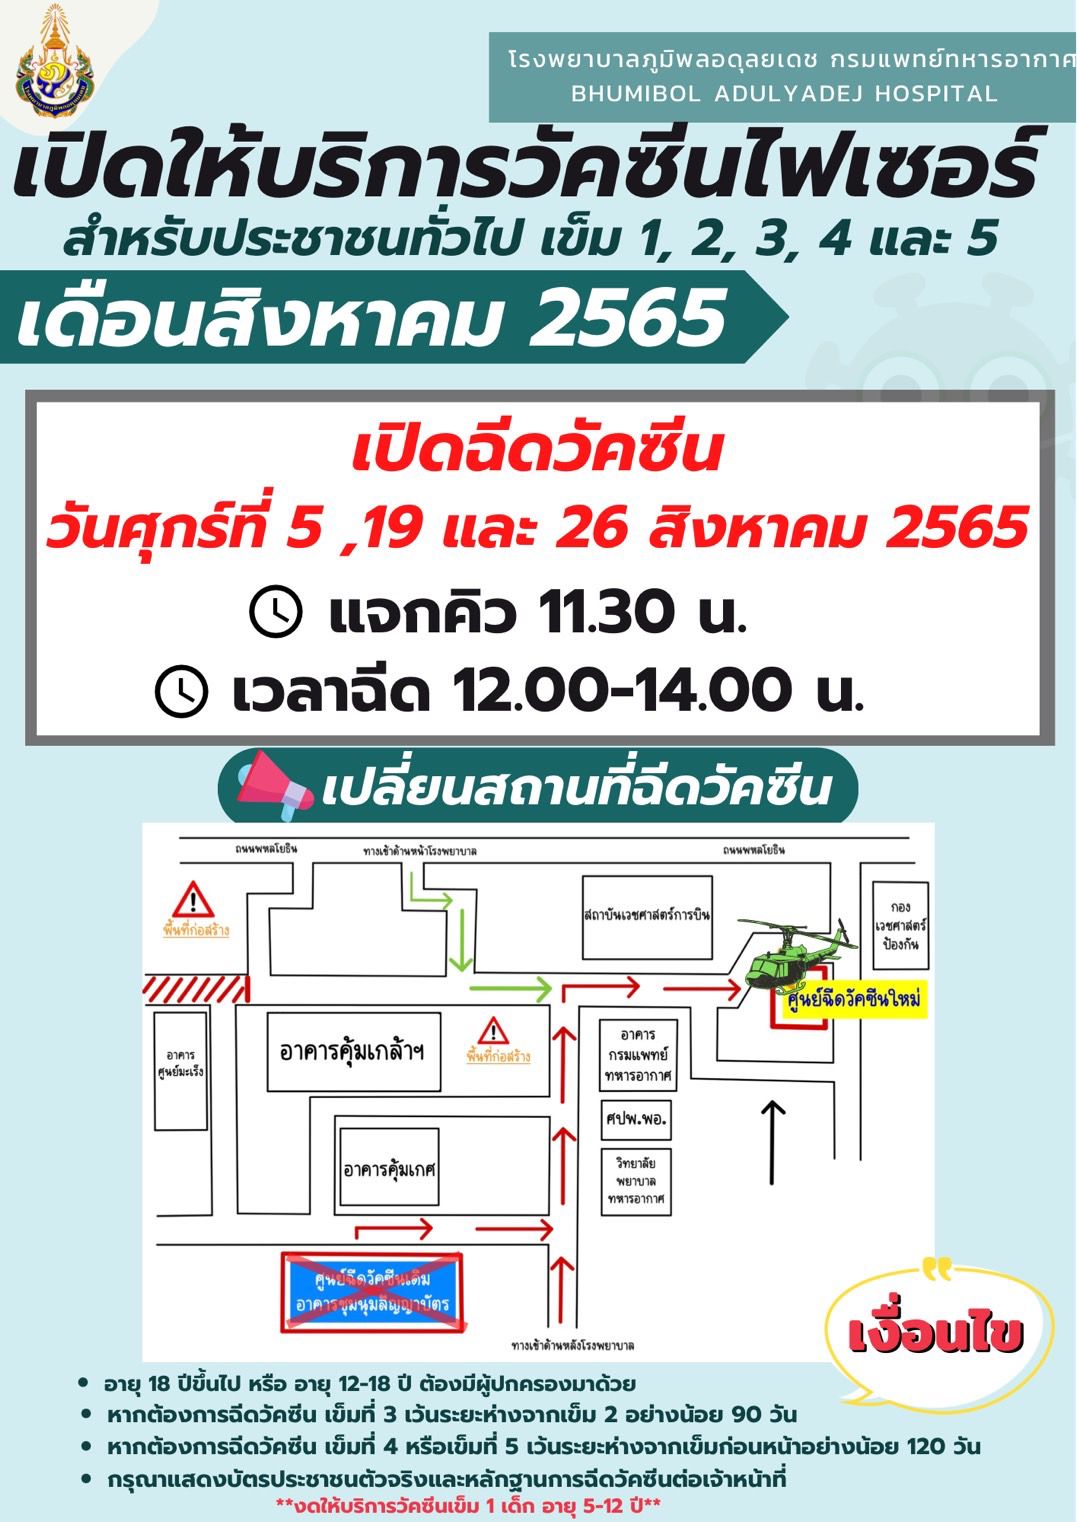 โรงพยาบาลภูมิพลอดุลยเดช กรมแพทย์ทหารอากาศ
BHUMIBOL ADULYADEJ HOSPITAL
เปิดให้บริการวัคซีนไฟเซอร์
สำหรับประชาชนทั่วไป เข็ม 1, 2, 3, 4 และ 5
เดือนสิงหาคม 2565
เปิดฉีดวัคซีน
วันศุกร์ที่ 5 ,19 และ 26 สิงหาคม 2565
แจกคิว 11.30 น.
เวลาฉีด 12.00-14.00 น.
เปลี่ยนสถานที่ฉีดวัคซีน
ถนนพหลโยธิน
ทางเข้าด้านหน้าโรงพยาบาล
ถนนพหลโยธิน
พื้นที่ก่อสร้าง
สถาบันเวชศาสตร์การบิน
กอง
เวชศาสตร์
ป้องกัน
ศูนย์ฉีดวัคซีนใหม่
อาคาร
ศูนย์มะเร็ง
อาคารคุ้มเกล้าฯ
พื้นที่ก่อสร้าง
อาคาร
กรมแพทย์
ทหารอากาศ
ศปพ.พอ.
อาคารคุ้มเกศ
วิทยาลัย
พยาบาล
ทหารอากาศ
ศูนย์ฉีดวัคซีนเดิม
อาคารชุมนุมสัญญาบัตร
ทางเข้าด้านหลังโรงพยาบาล
เงื่อนไข
• อายุ 18 ปีขึ้นไป หรือ อายุ 12-18 ปี ต้องมีผู้ปกครองมาด้วย
• หากต้องการฉีดวัคซีน เข็มที่ 3 เว้นระยะห่างจากเข็ม 2 อย่างน้อย 90 วัน
• หากต้องการฉีดวัคซีน เข็มที่ 4 หรือเข็มที่ 5 เว้นระยะห่างจากเข็มก่อนหน้าอย่างน้อย 120 วัน
• กรุณาแสดงบัตรประชาชนตัวจริงและหลักฐานการฉีดวัคซีนต่อเจ้าหน้าที่
**งดให้บริการวัคซีนเข็ม 1 เด็ก อายุ 5-12 ปี**